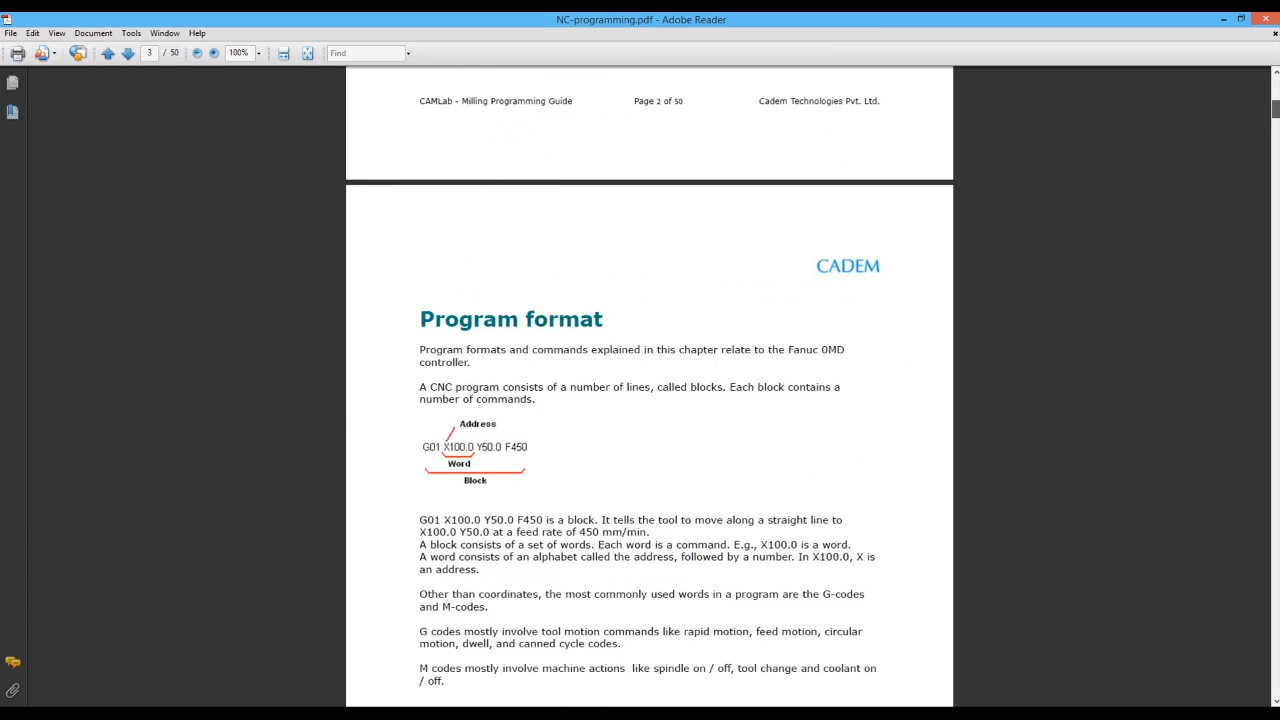 NC-programming.pdf - Adobe Reader
File Edit View Document Tools Window Help
3 / 50 100% Find
CAMLab - Milling Programming Guide Page 2 of 50 Cadem Technologies Pvt. Ltd.
CADEM
Program format
Program formats and commands explained in this chapter relate to the Fanuc 0MD
controller.
A CNC program consists of a number of lines, called blocks. Each block contains a
number of commands.
Address
G01 X100.0 Y50.0 F450
Word
Block
G01 X100.0 Y50.0 F450 is a block. It tells the tool to move along a straight line to
X100.0 Y50.0 at a feed rate of 450 mm/min.
A block consists of a set of words. Each word is a command. E.g., X100.0 is a word.
A word consists of an alphabet called the address, followed by a number. In X100.0, X is
an address.
Other than coordinates, the most commonly used words in a program are the G-codes
and M-codes.
G codes mostly involve tool motion commands like rapid motion, feed motion, circular
motion, dwell, and canned cycle codes.
M codes mostly involve machine actions like spindle on / off, tool change and coolant on
/ off.